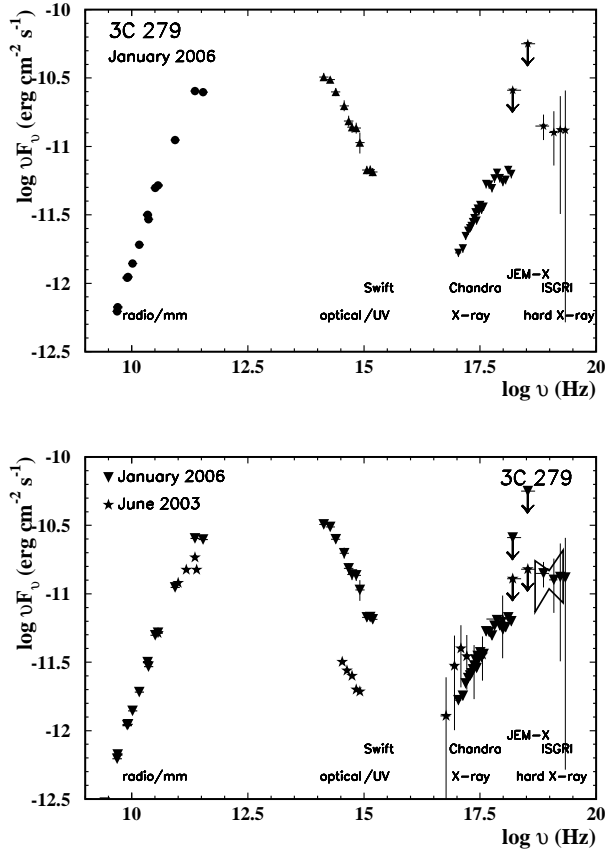 3C 279
January 2006
log νFν (erg cm-2 s-1)
-10
-10.5
-11
-11.5
-12
-12.5
JEM-X
Swift
Chandra
ISGRI
radio/mm
optical/UV
X-ray
hard X-ray
10
12.5
15
17.5
20
log ν (Hz)
January 2006
June 2003
3C 279
log νFν (erg cm-2 s-1)
-10
-10.5
-11
-11.5
-12
-12.5
JEM-X
Swift
Chandra
ISGRI
radio/mm
optical/UV
X-ray
hard X-ray
10
12.5
15
17.5
20
log ν (Hz)